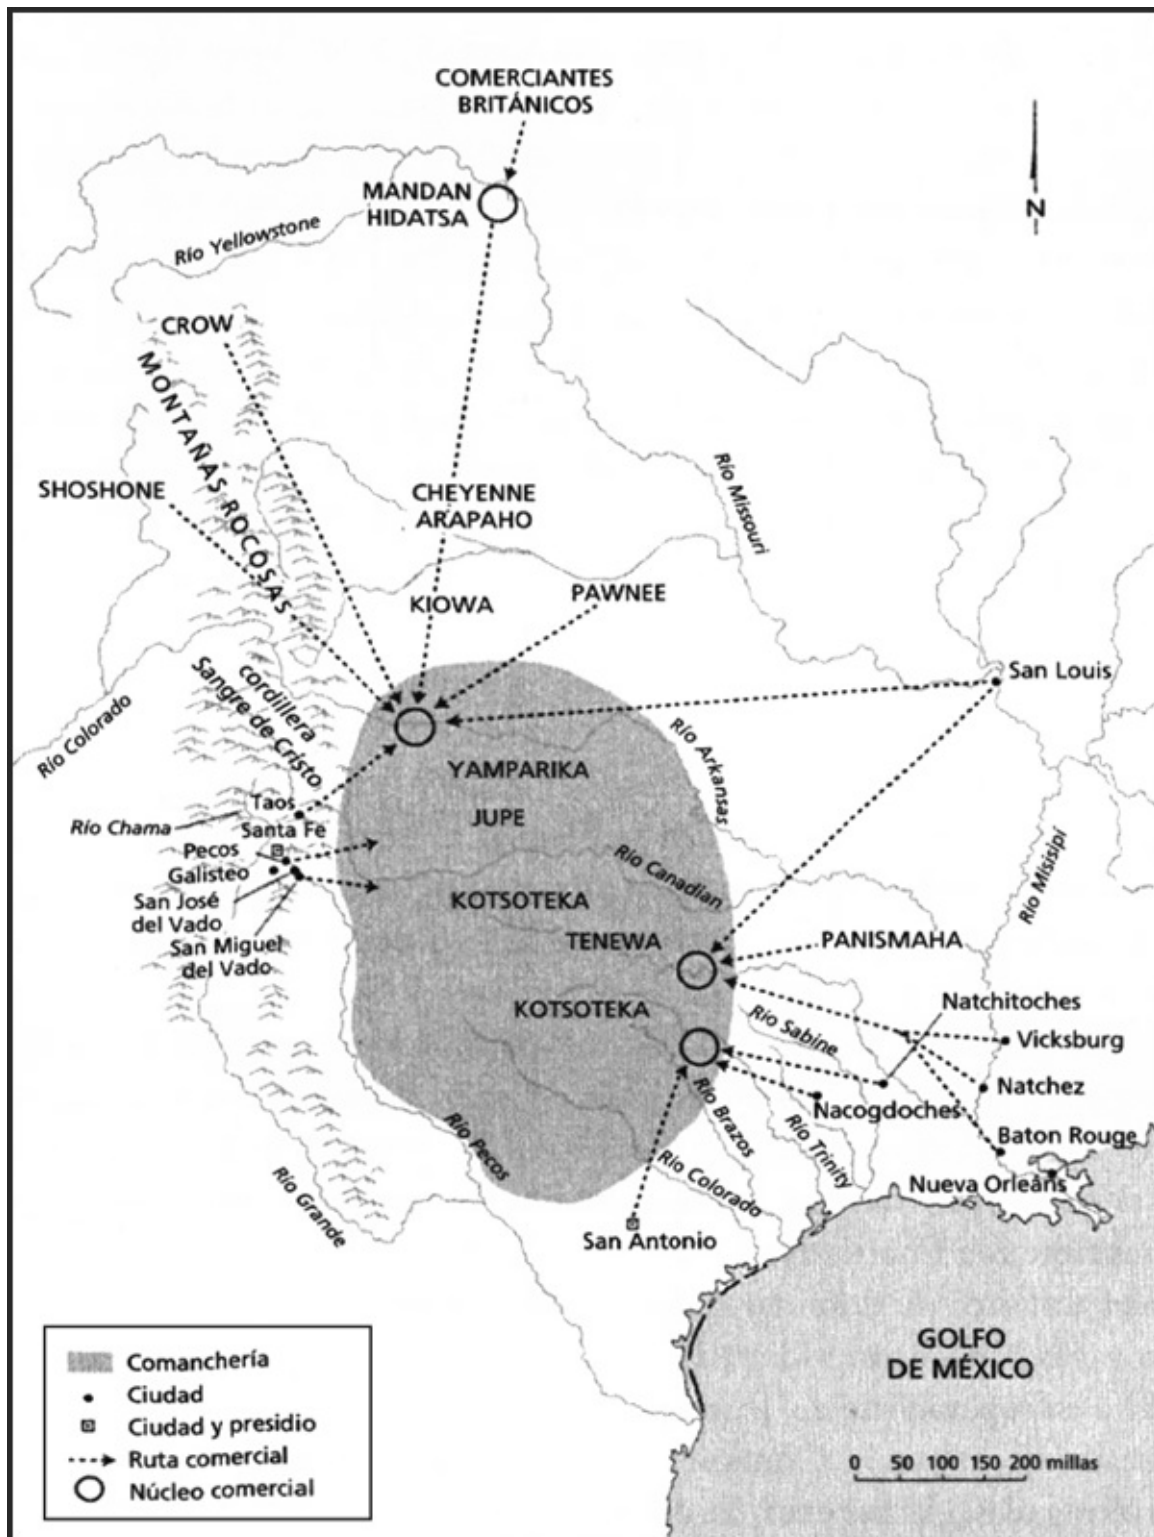 COMERCIANTES
BRITÁNICOS
N
MANDAN
HIDATSA
Río Yellowstone
CROW
MONTAÑAS ROCOSAS
SHOSHONE
CHEYENNE
ARAPAHO
Río Missouri
KIOWA
PAWNEE
San Louis
cordillera
Sangre de Cristo
Río Colorado
Río Arkansas
YAMPARIKA
JUPE
Taos
Río Chama
Santa Fe
Pecos
Galisteo
San José
del Vado
San Miguel
del Vado
Río Canadian
Río Misisipí
KOTSOTEKA
TENEWA
PANISMAHA
KOTSOTEKA
Natchitoches
Río Sabine
Vicksburg
Natchez
Nacogdoches
Río Brazos
Río Trinity
Baton Rouge
Nueva Orleáns
Río Pecos
Río Colorado
Río Grande
San Antonio
GOLFO
DE MÉXICO
0 50 100 150 200 millas
Comanchería
Ciudad
Ciudad y presidio
Ruta comercial
Núcleo comercial